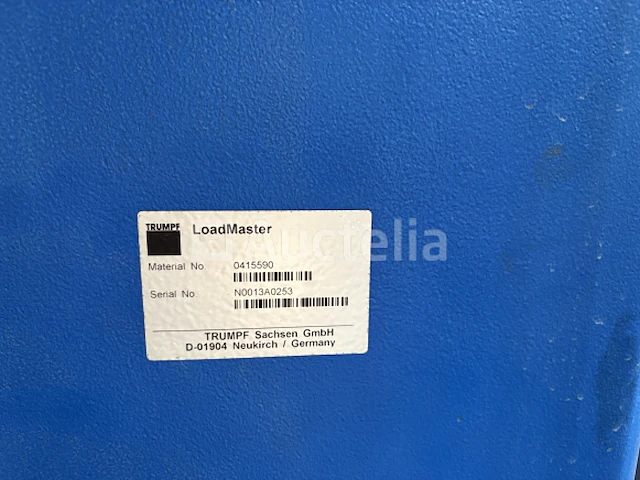 TRUMPF
LoadMaster
Auctelia
Material No. 0415590
Serial No N0013A0253
TRUMPF Sachsen GmbH
D-01904 Neukirch / Germany